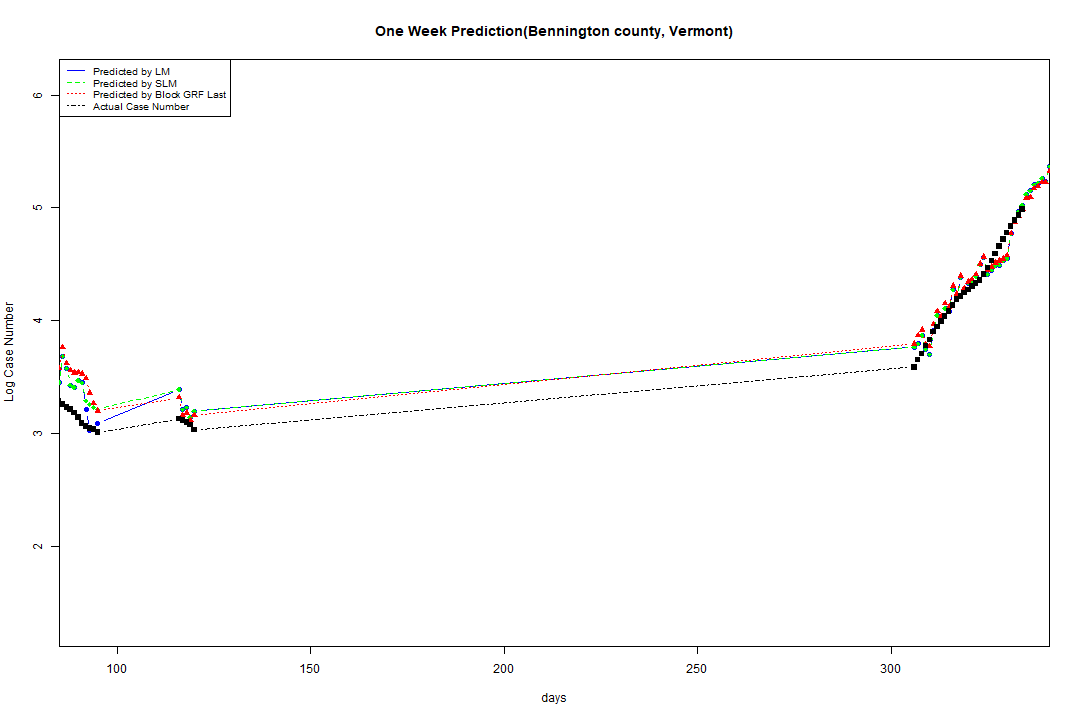 One Week Prediction(Bennington county, Vermont)
Predicted by LM
Predicted by SLM
Predicted by Block GRF Last
Actual Case Number
6
5
4
3
2
Log Case Number
100 150 200 250 300
days